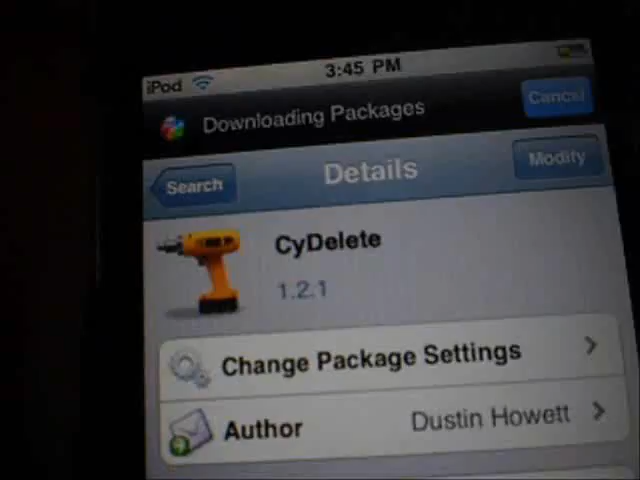 iPod 3:45 PM
Downloading Packages Cancel
Search Details Modify
CyDelete
1.2.1
Change Package Settings
Author Dustin Howett